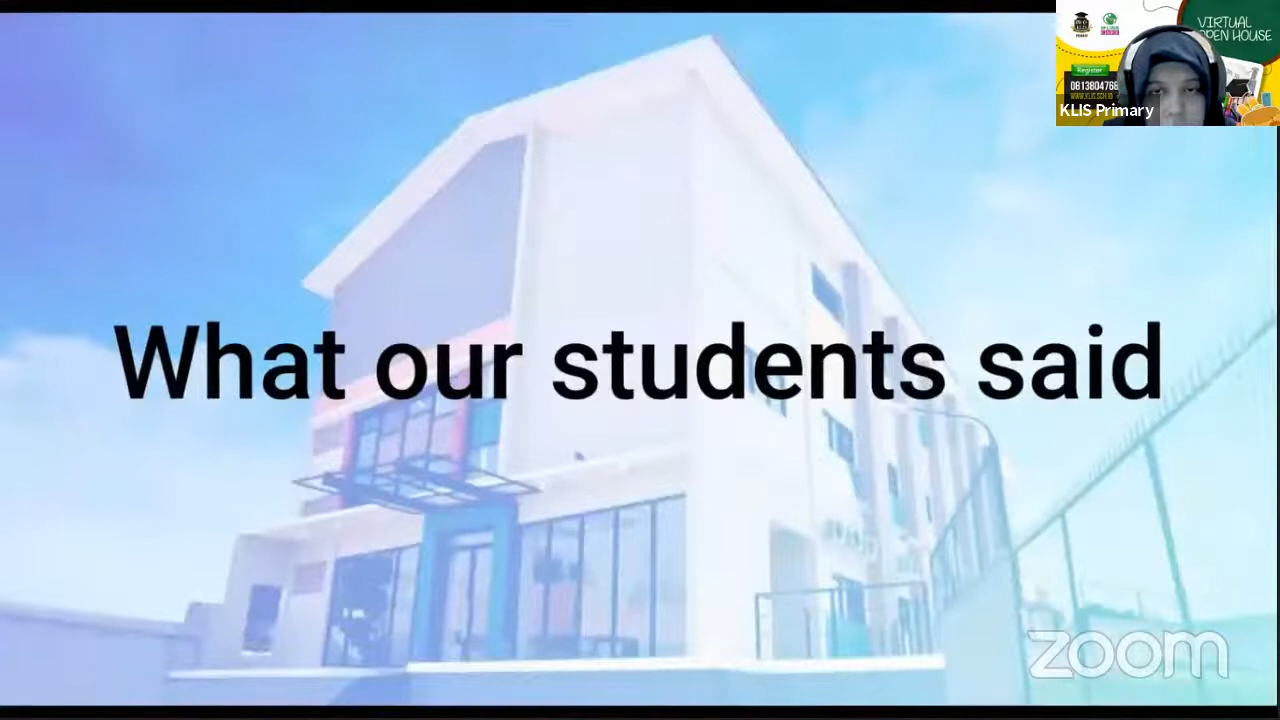 What our students said
VIRTUAL
OPEN HOUSE
Register
KLIS Primary
zoom